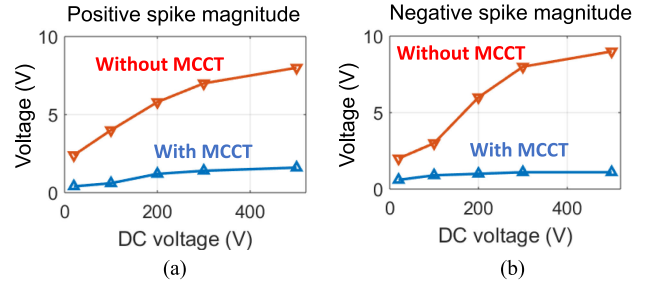 Positive spike magnitude
10
Without MCCT
Voltage (V)
5
With MCCT
0
0
200
400
DC voltage (V)
(a)
Negative spike magnitude
10
Without MCCT
Voltage (V)
5
With MCCT
0
0
200
400
DC voltage (V)
(b)